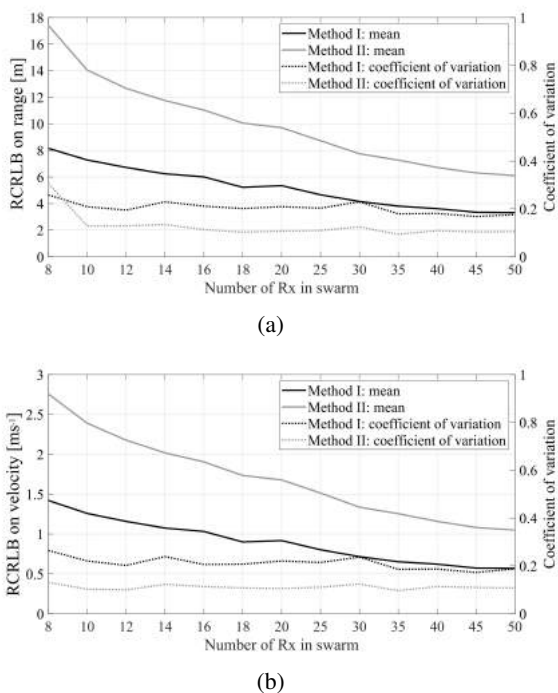 18
16
14
12
10
8
6
4
2
0
RCRLB on range [m]
Method I: mean
Method II: mean
Method I: coefficient of variation
Method II: coefficient of variation
1
0.8
0.6
0.4
0.2
0
Coefficient of variation
8 10 12 14 16 18 20 25 30 35 40 45 50
Number of Rx in swarm
(a)
3
2.5
2
1.5
1
0.5
0
RCRLB on velocity [ms⁻¹]
Method I: mean
Method II: mean
Method I: coefficient of variation
Method II: coefficient of variation
1
0.8
0.6
0.4
0.2
0
Coefficient of variation
8 10 12 14 16 18 20 25 30 35 40 45 50
Number of Rx in swarm
(b)